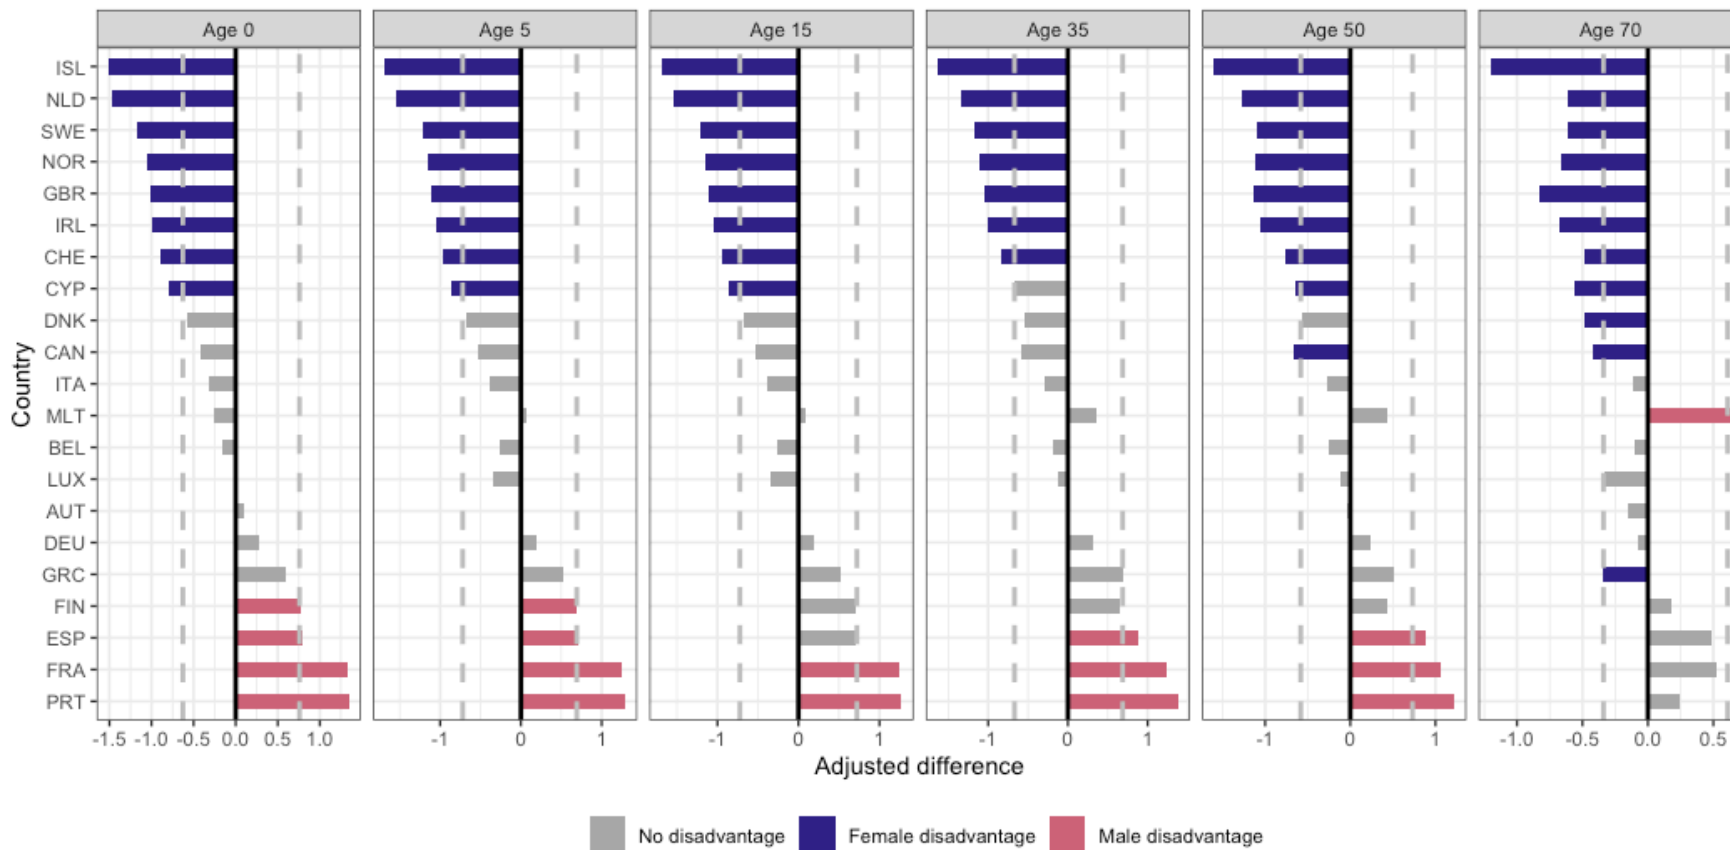 Age 0 Age 5 Age 15 Age 35 Age 50 Age 70
Country
ISL
NLD
SWE
NOR
GBR
IRL
CHE
CYP
DNK
CAN
ITA
MLT
BEL
LUX
AUT
DEU
GRC
FIN
ESP
FRA
PRT
-1.5 -1.0 -0.5 0.0 0.5 1.0 -1 0 1 -1 0 1 -1 0 1 -1 0 1 -1.0 -0.5 0.0 0.5
Adjusted difference
No disadvantage Female disadvantage Male disadvantage